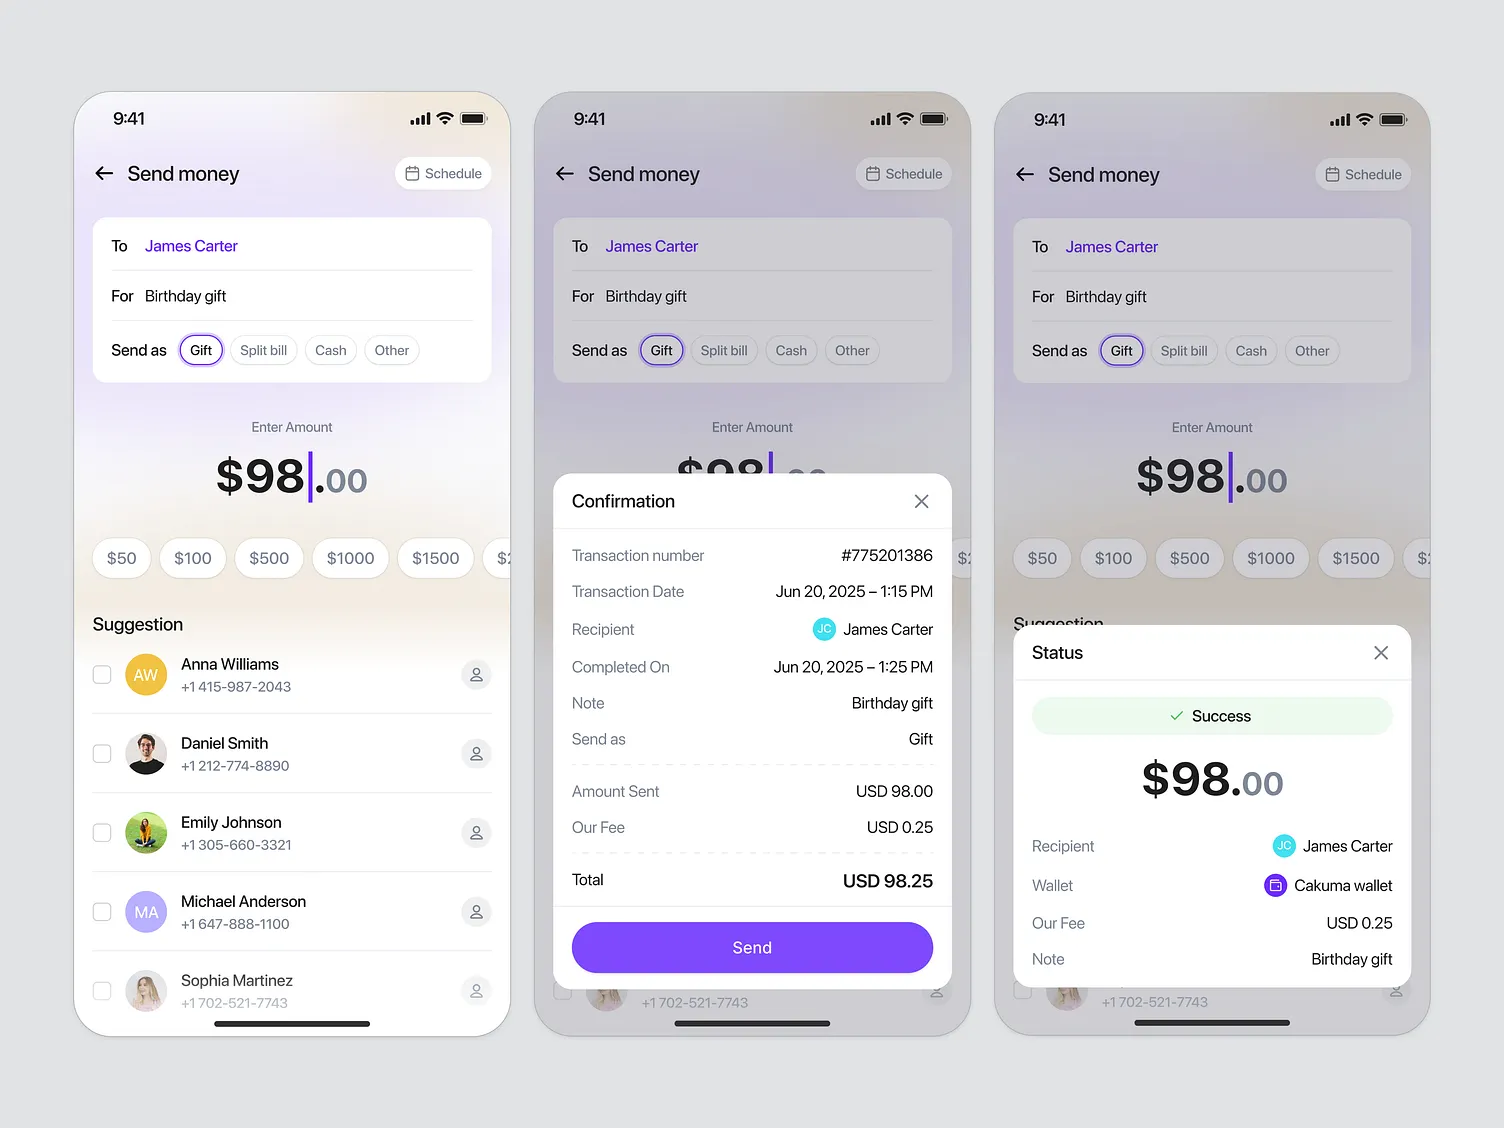 9:41
Send money
Schedule
To James Carter
For Birthday gift
Send as Gift Split bill Cash Other
Enter Amount
$98.00
$50 $100 $500 $1000 $1500
Suggestion
AW Anna Williams
+1 415-987-2043
Daniel Smith
+1 212-774-8890
Emily Johnson
+1 305-660-3321
MA Michael Anderson
+1 647-888-1100
Sophia Martinez
+1 702-521-7743
9:41
Send money
Schedule
To James Carter
For Birthday gift
Send as Gift Split bill Cash Other
Enter Amount
$98.00
Confirmation
Transaction number #775201386
Transaction Date Jun 20, 2025 – 1:15 PM
Recipient JC James Carter
Completed On Jun 20, 2025 – 1:25 PM
Note Birthday gift
Send as Gift
Amount Sent USD 98.00
Our Fee USD 0.25
Total USD 98.25
Send
+1 702-521-7743
9:41
Send money
Schedule
To James Carter
For Birthday gift
Send as Gift Split bill Cash Other
Enter Amount
$98.00
$50 $100 $500 $1000 $1500
Suggestion
Status
Success
$98.00
Recipient JC James Carter
Wallet Cakuma wallet
Our Fee USD 0.25
Note Birthday gift
+1 702-521-7743